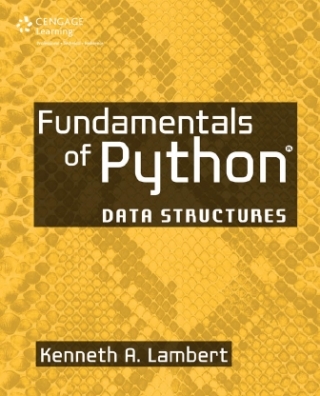 CENGAGE
Learning
Fundamentals
of Python®
DATA STRUCTURES
Kenneth A. Lambert